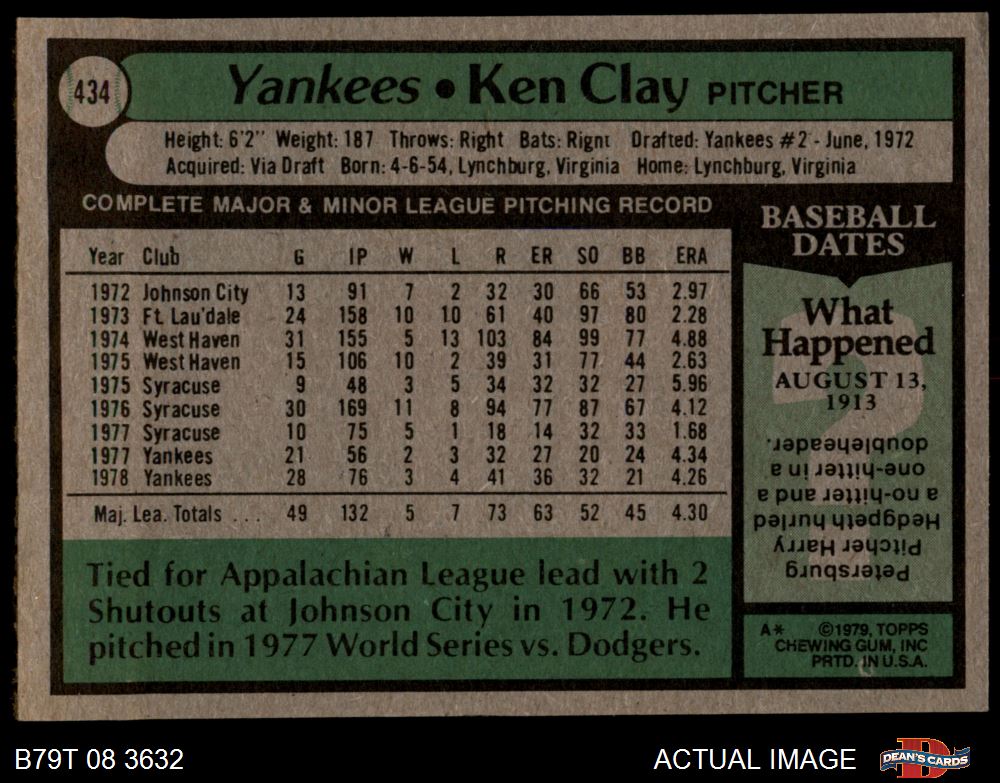 434
Yankees • Ken Clay PITCHER
Height: 6'2" Weight: 187 Throws: Right Bats: Right Drafted: Yankees #2 - June, 1972
Acquired: Via Draft Born: 4-6-54, Lynchburg, Virginia Home: Lynchburg, Virginia
COMPLETE MAJOR & MINOR LEAGUE PITCHING RECORD
Year Club G IP W L R ER SO BB ERA
1972 Johnson City 13 91 7 2 32 30 66 53 2.97
1973 Ft. Lau'dale 24 158 10 10 61 40 97 80 2.28
1974 West Haven 31 155 5 13 103 84 99 77 4.88
1975 West Haven 15 106 10 2 39 31 77 44 2.63
1975 Syracuse 9 48 3 5 34 32 32 27 5.96
1976 Syracuse 30 169 11 8 94 77 87 67 4.12
1977 Syracuse 10 75 5 1 18 14 32 33 1.68
1977 Yankees 21 56 2 3 32 27 20 24 4.34
1978 Yankees 28 76 3 4 41 36 32 21 4.26
Maj. Lea. Totals ... 49 132 5 7 73 63 52 45 4.30
Tied for Appalachian League lead with 2
Shutouts at Johnson City in 1972. He
pitched in 1977 World Series vs. Dodgers.
BASEBALL
DATES
What
Happened
AUGUST 13,
1913
Petersburg
Pitcher Harry
Hedgpeth hurled
a no-hitter and a
one-hitter in a
doubleheader.
A* ©1979, TOPPS
CHEWING GUM, INC
PRTD. IN U.S.A.
B79T 08 3632
ACTUAL IMAGE
DEAN'S CARDS